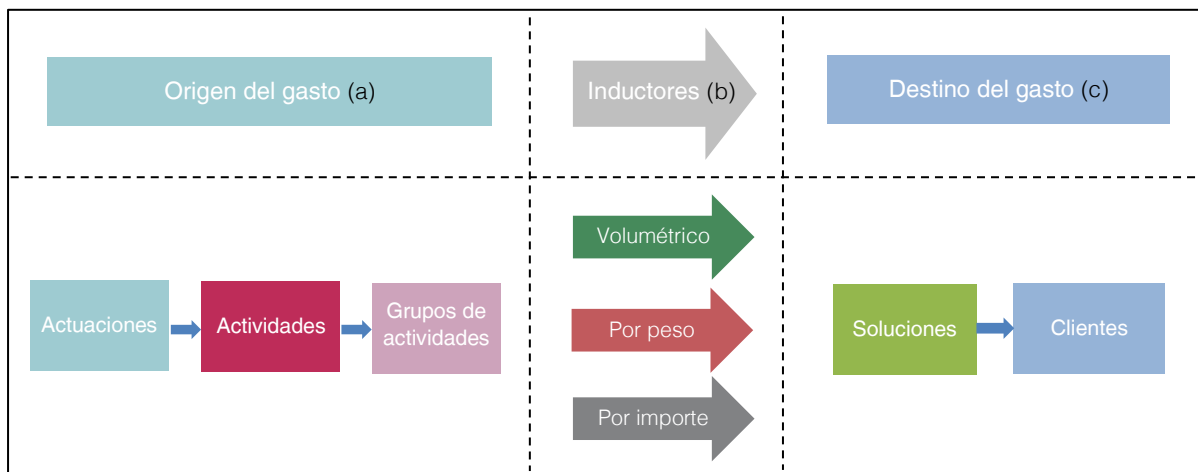 Origen del gasto (a)
Inductores (b)
Destino del gasto (c)
Actuaciones
Actividades
Grupos de
actividades
Volumétrico
Por peso
Por importe
Soluciones
Clientes